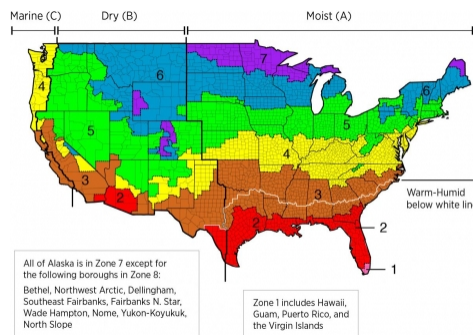 Marine (C)
Dry (B)
Moist (A)
7
6
6
4
5
5
4
3
3
2
2
2
1
Warm-Humid
below white lin
All of Alaska is in Zone 7 except for
the following boroughs in Zone 8:
Bethel, Northwest Arctic, Dellingham,
Southeast Fairbanks, Fairbanks N. Star,
Wade Hampton, Nome, Yukon-Koyukuk,
North Slope
Zone 1 includes Hawaii,
Guam, Puerto Rico, and
the Virgin Islands